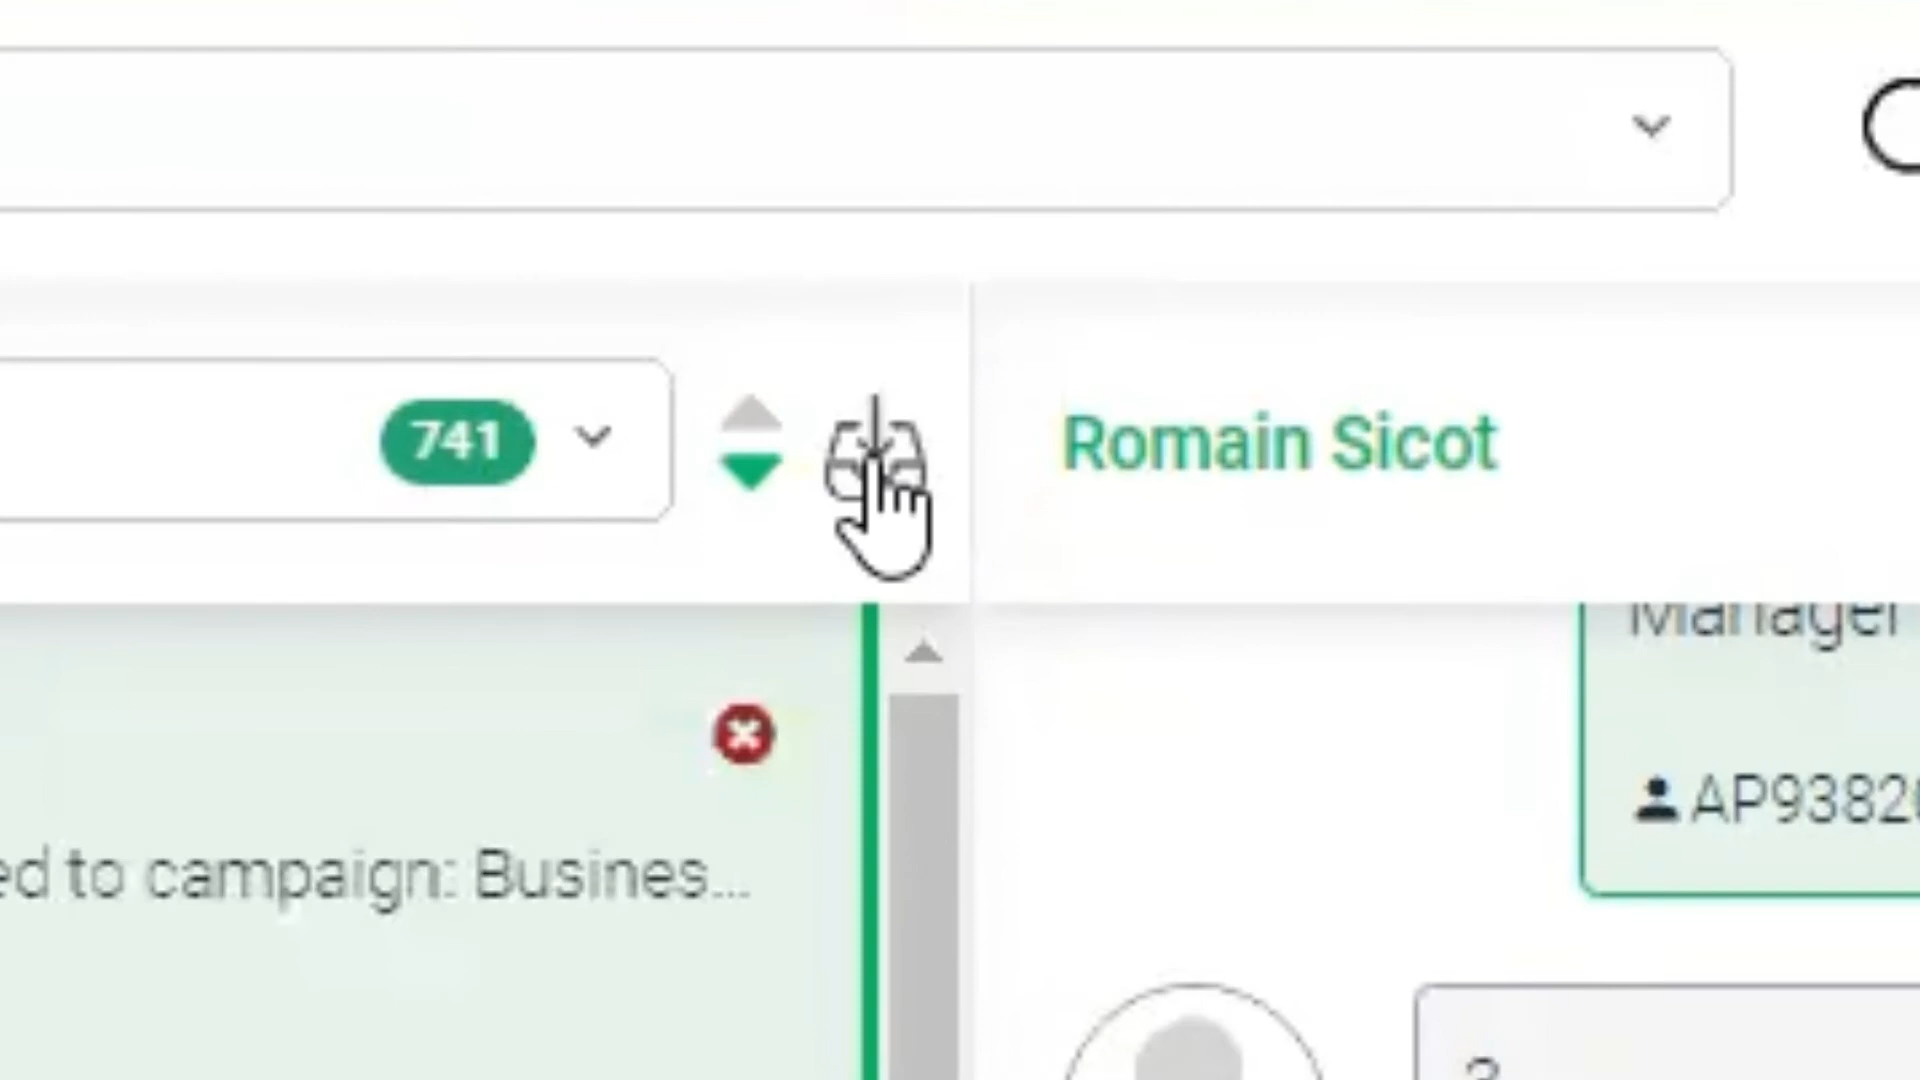 741
Romain Sicot
Manager
AP9382
ed to campaign: Busines...